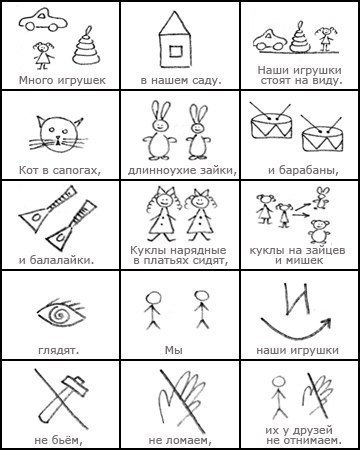 Много игрушек
в нашем саду.
Наши игрушки
стоят на виду.
Кот в сапогах,
длинноухие зайки,
и барабаны,
и балалайки.
Куклы нарядные
в платьях сидят,
куклы на зайцев
и мишек
глядят.
Мы
И
наши игрушки
не бьём,
не ломаем,
их у друзей
не отнимаем.